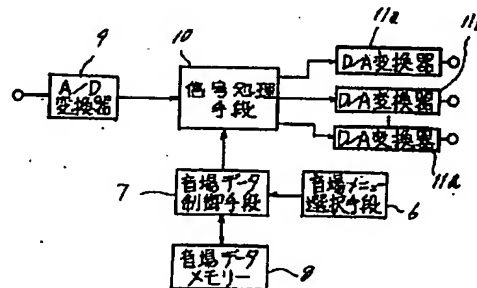 11a
9
10
111
A/D
変換器
信号処理
手段
D/A変換器
D/A変換器
D/A変換器
11a
7
音場データ
制御手段
音場メニュー
選択手段
6
音場データ
メモリー
8